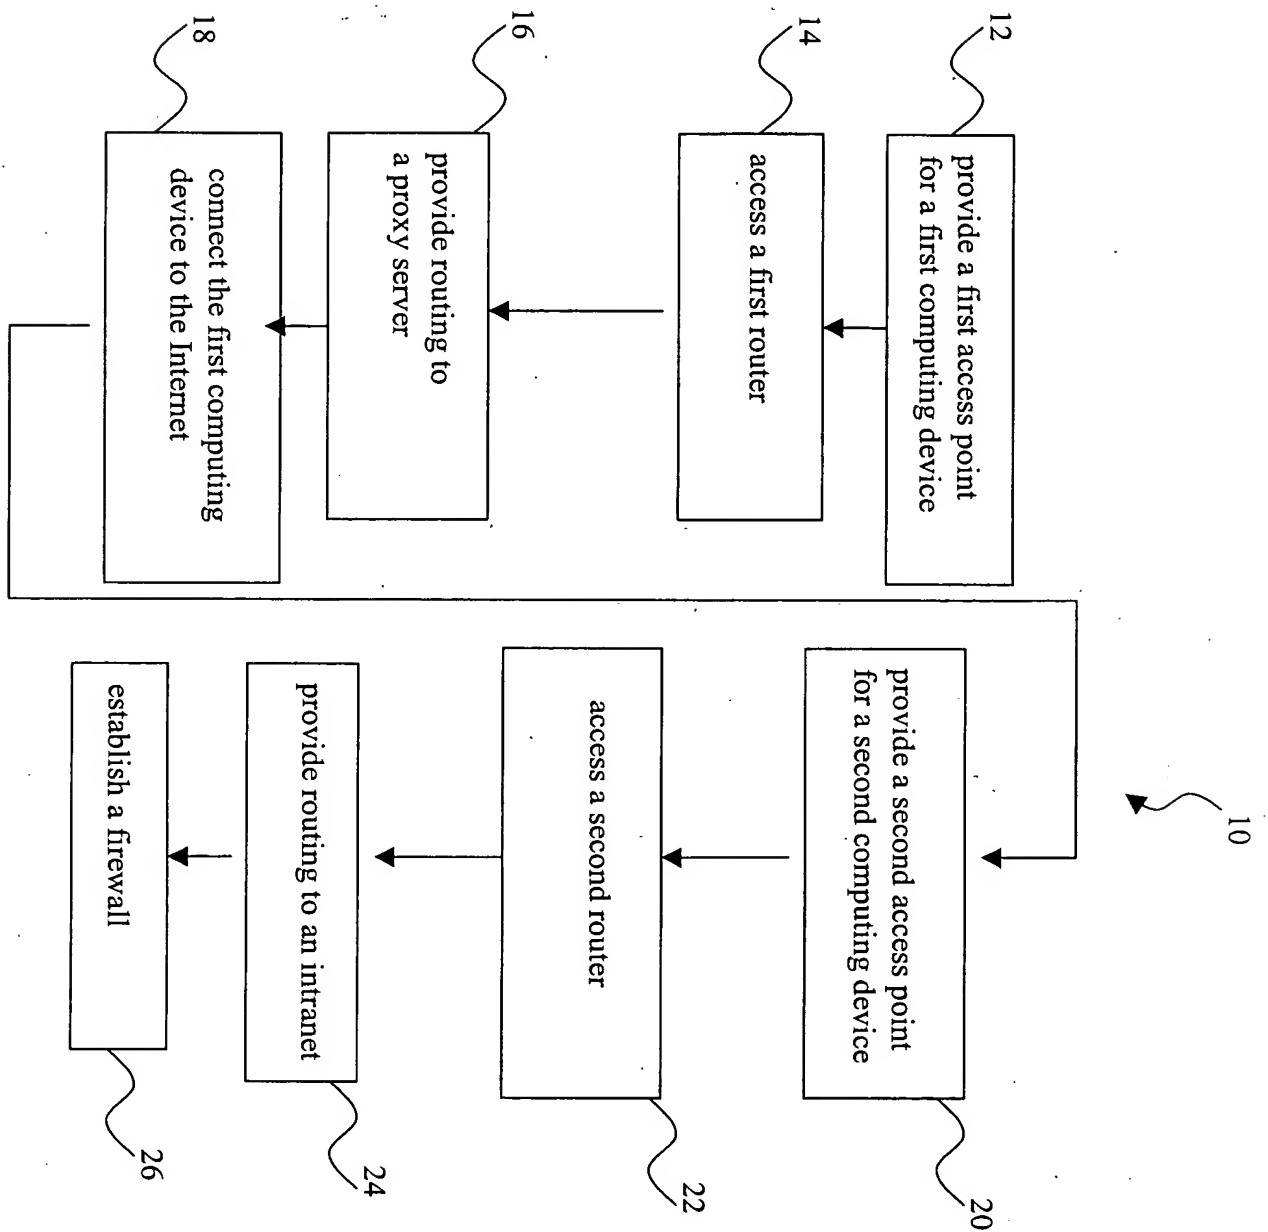 10
12
provide a first access point
for a first computing device
14
access a first router
16
provide routing to
a proxy server
18
connect the first computing
device to the Internet
provide a second access point
for a second computing device
20
access a second router
22
provide routing to an intranet
24
establish a firewall
26